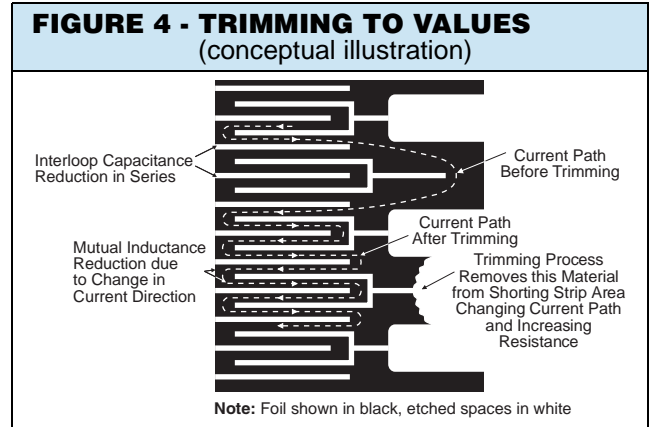 FIGURE 4 - TRIMMING TO VALUES
(conceptual illustration)
Interloop Capacitance
Reduction in Series
Current Path
Before Trimming
Mutual Inductance
Reduction due
to Change in
Current Direction
Current Path
After Trimming
Trimming Process
Removes this Material
from Shorting Strip Area
Changing Current Path
and Increasing
Resistance
Note: Foil shown in black, etched spaces in white